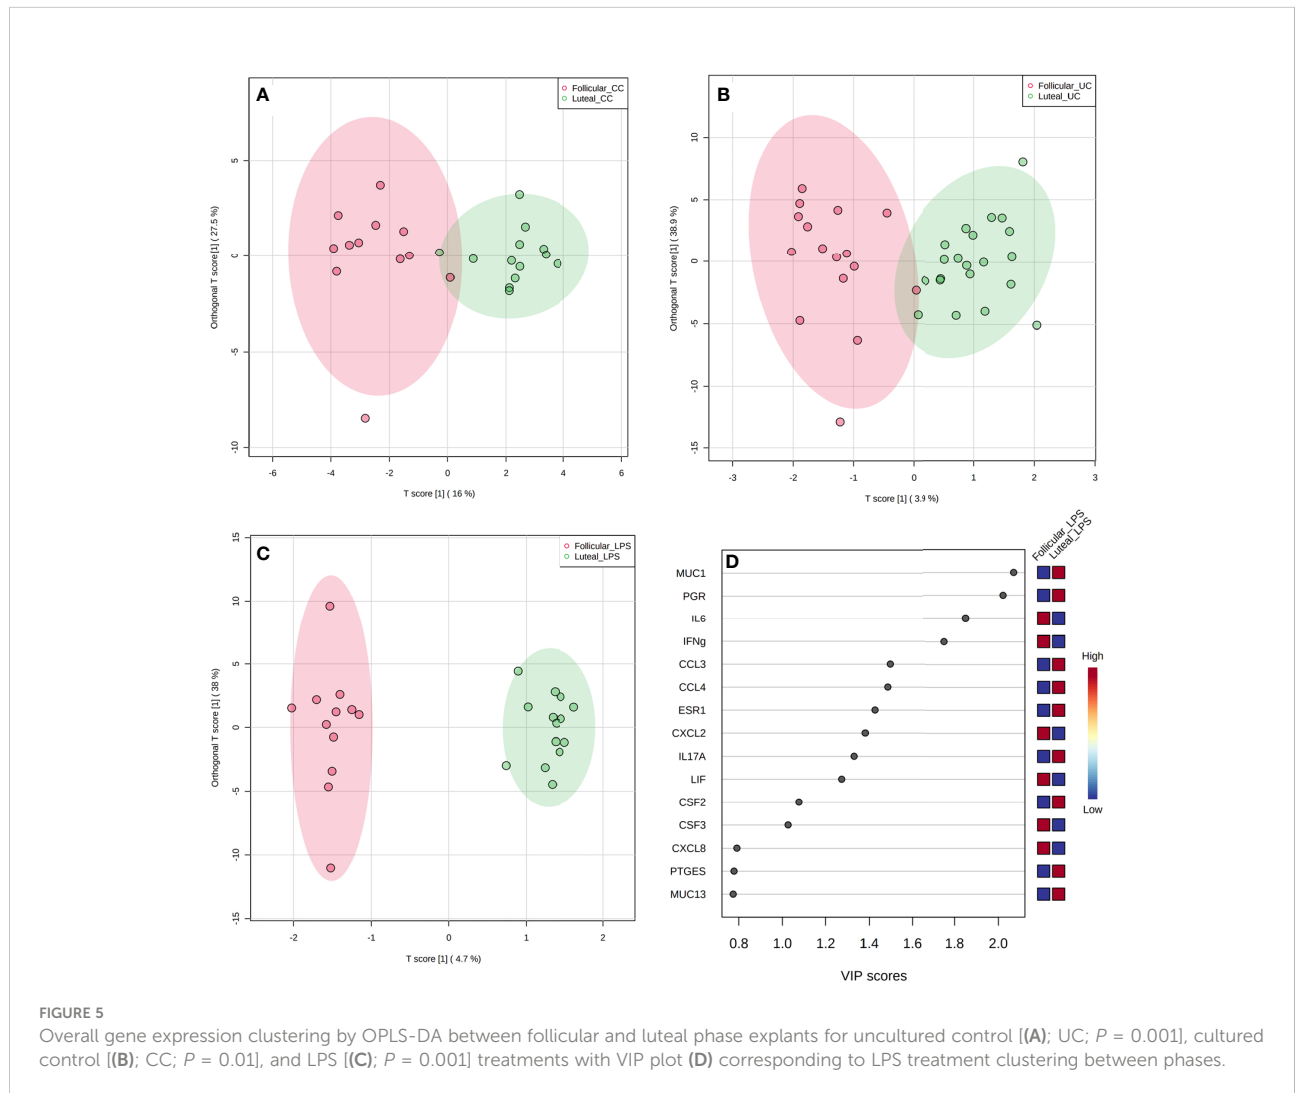 A
Follicular_CC
Luteal_CC
Orthogonal T score[1] ( 27.5 %)
5
0
-5
-10
-6 -4 -2 0 2 4 6
T score [1] ( 16 %)
B
Follicular_UC
Luteal_UC
Orthogonal T score[1] ( 38.9 %)
10
5
0
-5
-10
-15
-3 -2 -1 0 1 2 3
T score [1] ( 3.9 %)
C
Follicular_LPS
Luteal_LPS
Orthogonal T score [1] ( 38 %)
15
10
5
0
-5
-10
-15
-2 -1 0 1 2
T score [1] ( 4.7 %)
D
Follicular_LPS
Luteal_LPS
MUC1
PGR
IL6
IFNg
CCL3
CCL4
ESR1
CXCL2
IL17A
LIF
CSF2
CSF3
CXCL8
PTGES
MUC13
High
Low
0.8 1.0 1.2 1.4 1.6 1.8 2.0
VIP scores
FIGURE 5
Overall gene expression clustering by OPLS-DA between follicular and luteal phase explants for uncultured control [(A); UC; P = 0.001], cultured
control [(B); CC; P = 0.01], and LPS [(C); P = 0.001] treatments with VIP plot (D) corresponding to LPS treatment clustering between phases.